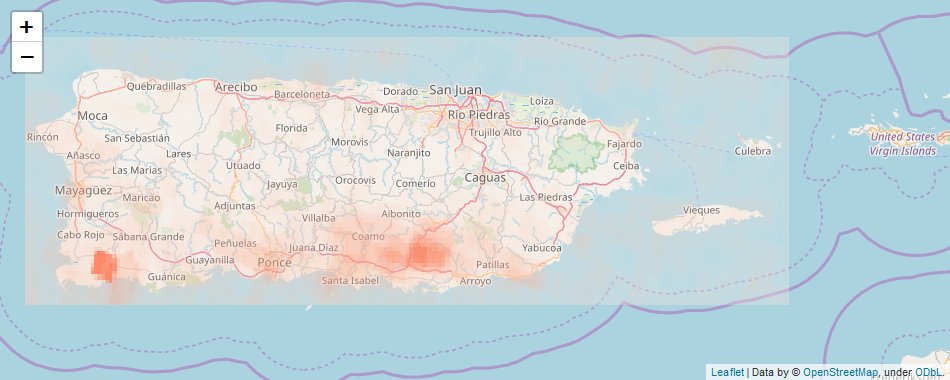 +
−
Quebradillas
Arecibo
Barceloneta
Dorado
San Juan
Vega Alta
Loíza
Moca
Río Piedras
Río Grande
Rincón
San Sebastián
Florida
Morovis
Trujillo Alto
Fajardo
United States
Virgin Islands
Añasco
Lares
Utuado
Naranjito
Culebra
Las Marías
Ceiba
Mayagüez
Maricao
Jayuya
Orocovis
Comerío
Caguas
Adjuntas
Las Piedras
Hormigueros
Villalba
Aibonito
Vieques
Cabo Rojo
Sábana Grande
Peñuelas
Juana Díaz
Coamo
Yabucoa
Guayanilla
Ponce
Patillas
Guánica
Santa Isabel
Arroyo
Leaflet | Data by © OpenStreetMap, under ODbL.